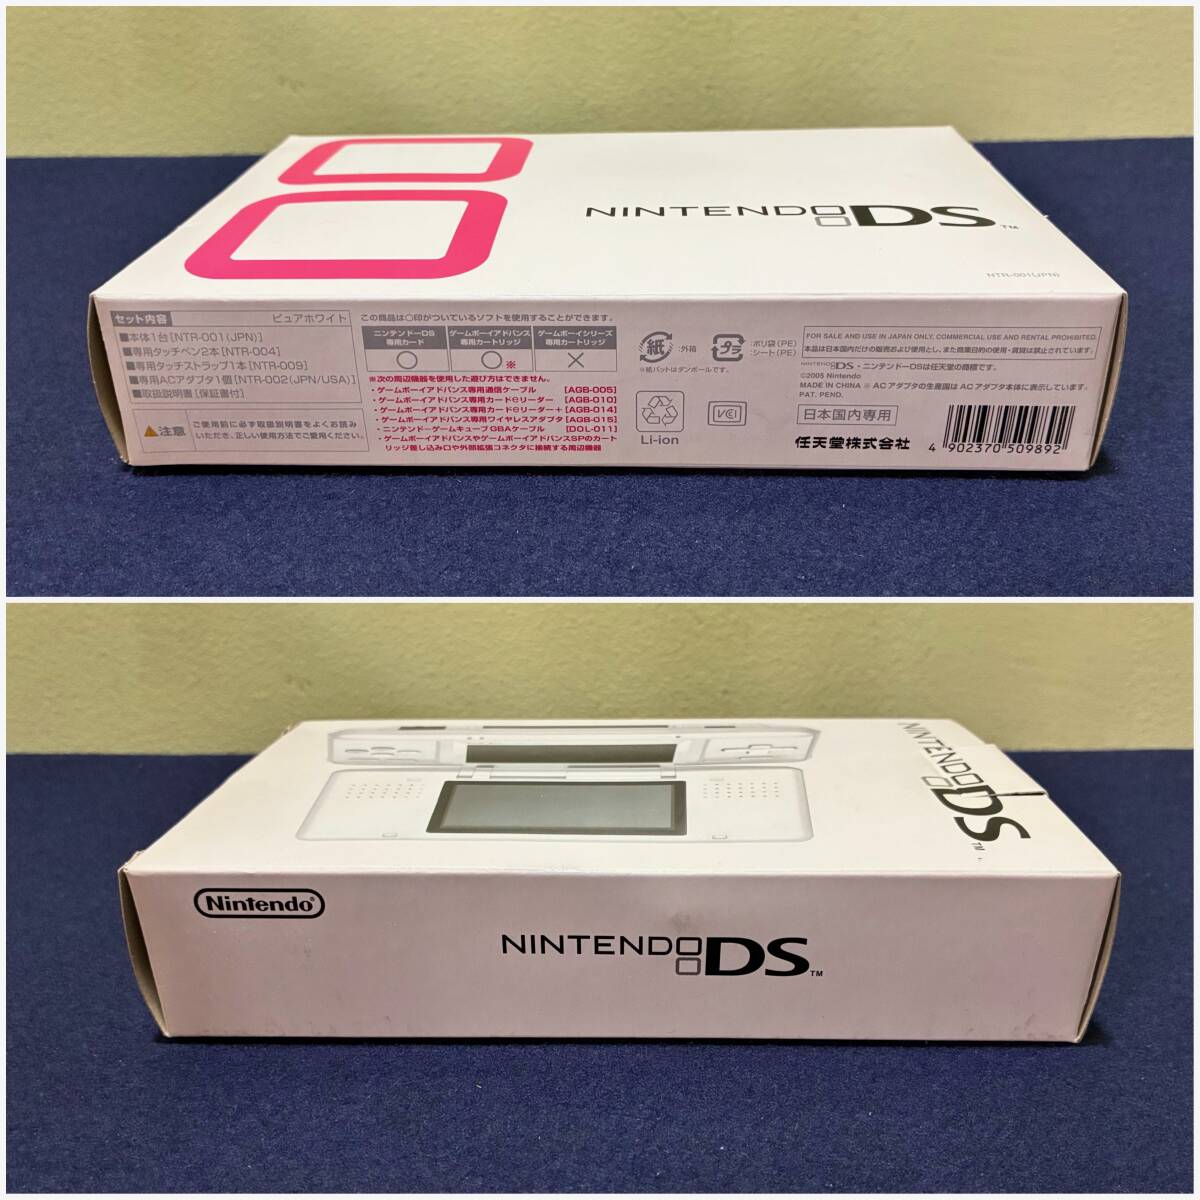 NINTENDO DS™
NTR-001(JPN)
セット内容 ピュアホワイト
■本体1台[NTR-001(JPN)]
■専用タッチペン2本[NTR-004]
■専用タッチストラップ1本[NTR-009]
■専用ACアダプタ1個[NTR-002(JPN/USA)]
■取扱説明書[保証書付]
注意
ご使用前に必ず取扱説明書をよくお読み
いただき、正しい使用方法でご愛用ください。
この商品は○印がついているソフトを使用することができます。
ニンテンドーDS専用カード
ゲームボーイアドバンス専用カートリッジ
ゲームボーイシリーズ専用カートリッジ
○ ○※ ×
※次の周辺機器を使用した遊び方はできません。
・ゲームボーイアドバンス専用通信ケーブル [AGB-005]
・ゲームボーイアドバンス専用カードeリーダー [AGB-010]
・ゲームボーイアドバンス専用カードeリーダー+[AGB-014]
・ゲームボーイアドバンス専用ワイヤレスアダプタ[AGB-015]
・ニンテンドーゲームキューブGBAケーブル [DOL-011]
・ゲームボーイアドバンスやゲームボーイアドバンスSPのカート
リッジ差し込み口や外部拡張コネクタに接続する周辺機器
紙 :外箱
プラ :ポリ袋(PE)
:シート(PE)
※紙パットはダンボールです。
Li-ion
VCI
FOR SALE AND USE IN JAPAN ONLY. COMMERCIAL USE AND RENTAL PROHIBITED.
本品は日本国内だけの販売および使用とし、また商業目的の使用・賃貸は禁止されています。
NINTENDO DS・ニンテンドーDSは任天堂の商標です。
©2005 Nintendo
MADE IN CHINA ※ACアダプタの生産国はACアダプタ本体に表示しています。
PAT. PEND.
日本国内専用
任天堂株式会社
4 902370 509892
NINTENDO DS™
Nintendo®
NINTENDO DS™